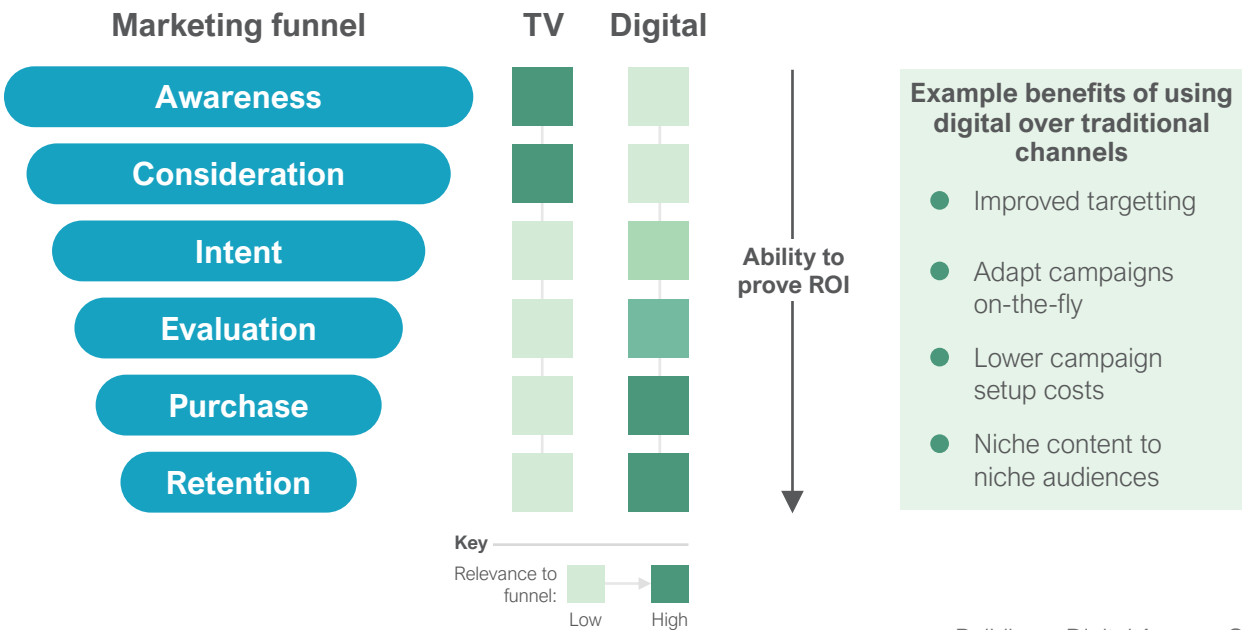 Marketing funnel
TV
Digital
Awareness
Consideration
Intent
Evaluation
Purchase
Retention
Ability to
prove ROI
Example benefits of using
digital over traditional
channels
Improved targetting
Adapt campaigns
on-the-fly
Lower campaign
setup costs
Niche content to
niche audiences
Key
Relevance to
funnel:
Low
High